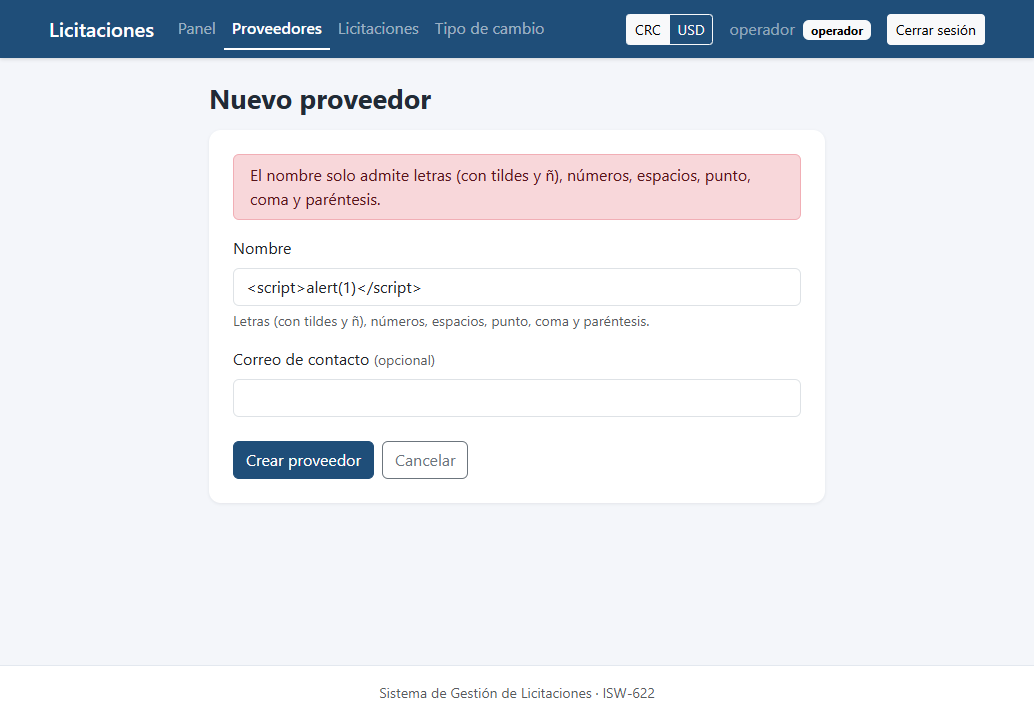 Licitaciones Panel Proveedores Licitaciones Tipo de cambio CRC USD operador operador Cerrar sesión
Nuevo proveedor
El nombre solo admite letras (con tildes y ñ), números, espacios, punto,
coma y paréntesis.
Nombre
<script>alert(1)</script>
Letras (con tildes y ñ), números, espacios, punto, coma y paréntesis.
Correo de contacto (opcional)
Crear proveedor Cancelar
Sistema de Gestión de Licitaciones · ISW-622